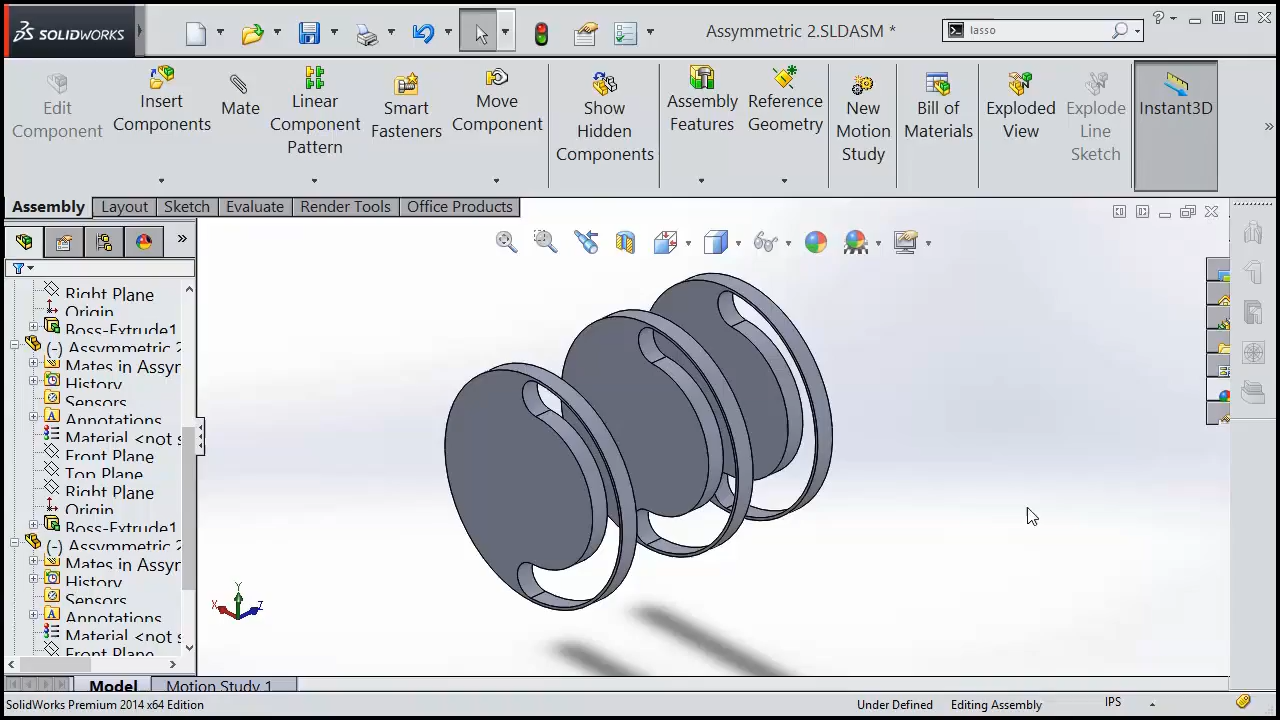 SOLIDWORKS
Assymmetric 2.SLDASM *
lasso
?
Edit Component
Insert Components
Mate
Linear Component Pattern
Smart Fasteners
Move Component
Show Hidden Components
Assembly Features
Reference Geometry
New Motion Study
Bill of Materials
Exploded View
Explode Line Sketch
Instant3D
Assembly
Layout
Sketch
Evaluate
Render Tools
Office Products
Right Plane
Origin
Boss-Extrude1
(-) Assymmetric 2
Mates in Assyr
History
Sensors
Annotations
Material <not s
Front Plane
Top Plane
Right Plane
Origin
Boss-Extrude1
(-) Assymmetric 2
Mates in Assyr
History
Sensors
Annotations
Material <not s
Front Plane
Y
X
Z
Model
Motion Study 1
SolidWorks Premium 2014 x64 Edition
Under Defined
Editing Assembly
IPS